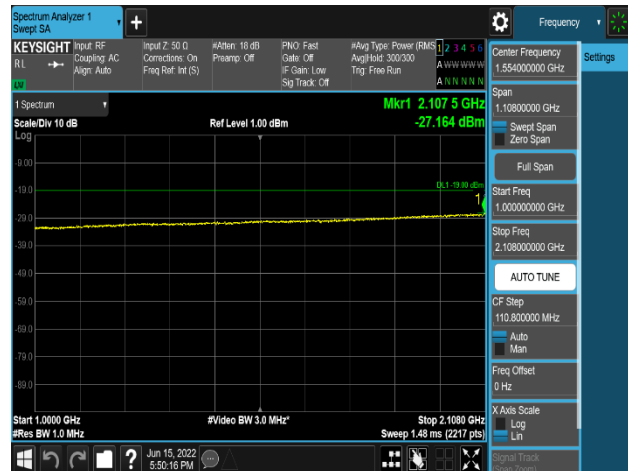 Spectrum Analyzer 1
Swept SA
Frequency
KEYSIGHT
RL
LW
Input: RF
Coupling: AC
Align: Auto
Input Z: 50 Ω
Corrections: On
Freq Ref: Int (S)
#Atten: 18 dB
Preamp: Off
PNO: Fast
Gate: Off
IF Gain: Low
Sig Track: Off
#Avg Type: Power (RMS
Avg|Hold: 300/300
Trig: Free Run
1 2 3 4 5 6
A W W W W W
A N N N N N
1 Spectrum
Mkr1 2.107 5 GHz
Scale/Div 10 dB
Ref Level 1.00 dBm
-27.164 dBm
Log
-9.00
-19.0
DL1 -19.00 dBm
1
-29.0
-39.0
-49.0
-59.0
-69.0
-79.0
-89.0
Start 1.0000 GHz
#Video BW 3.0 MHz*
Stop 2.1080 GHz
#Res BW 1.0 MHz
Sweep 1.48 ms (2217 pts)
Jun 15, 2022
5:50:16 PM
?
Center Frequency
1.554000000 GHz
Settings
Span
1.10800000 GHz
Swept Span
Zero Span
Full Span
Start Freq
1.000000000 GHz
Stop Freq
2.108000000 GHz
AUTO TUNE
CF Step
110.800000 MHz
Auto
Man
Freq Offset
0 Hz
X Axis Scale
Log
Lin
Signal Track
(Span Zoom)